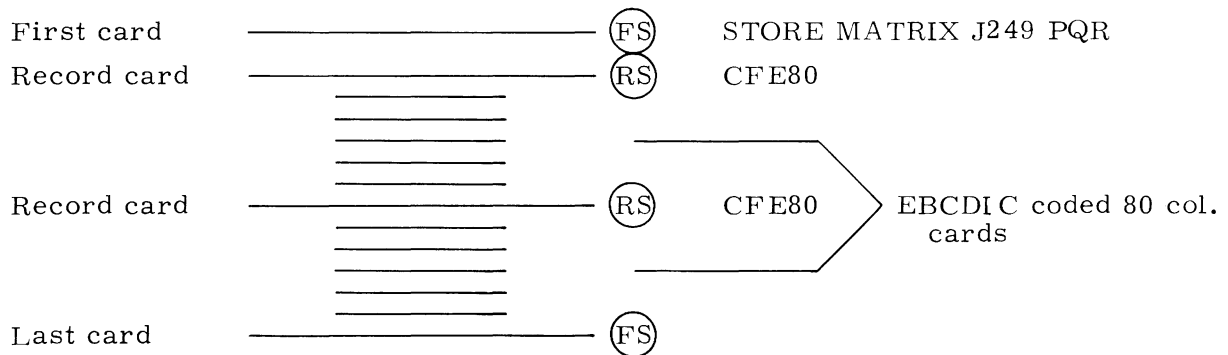 First card FS STORE MATRIX J249 PQR
Record card RS CFE80
Record card RS CFE80 EBCDIC coded 80 col.
cards
Last card FS